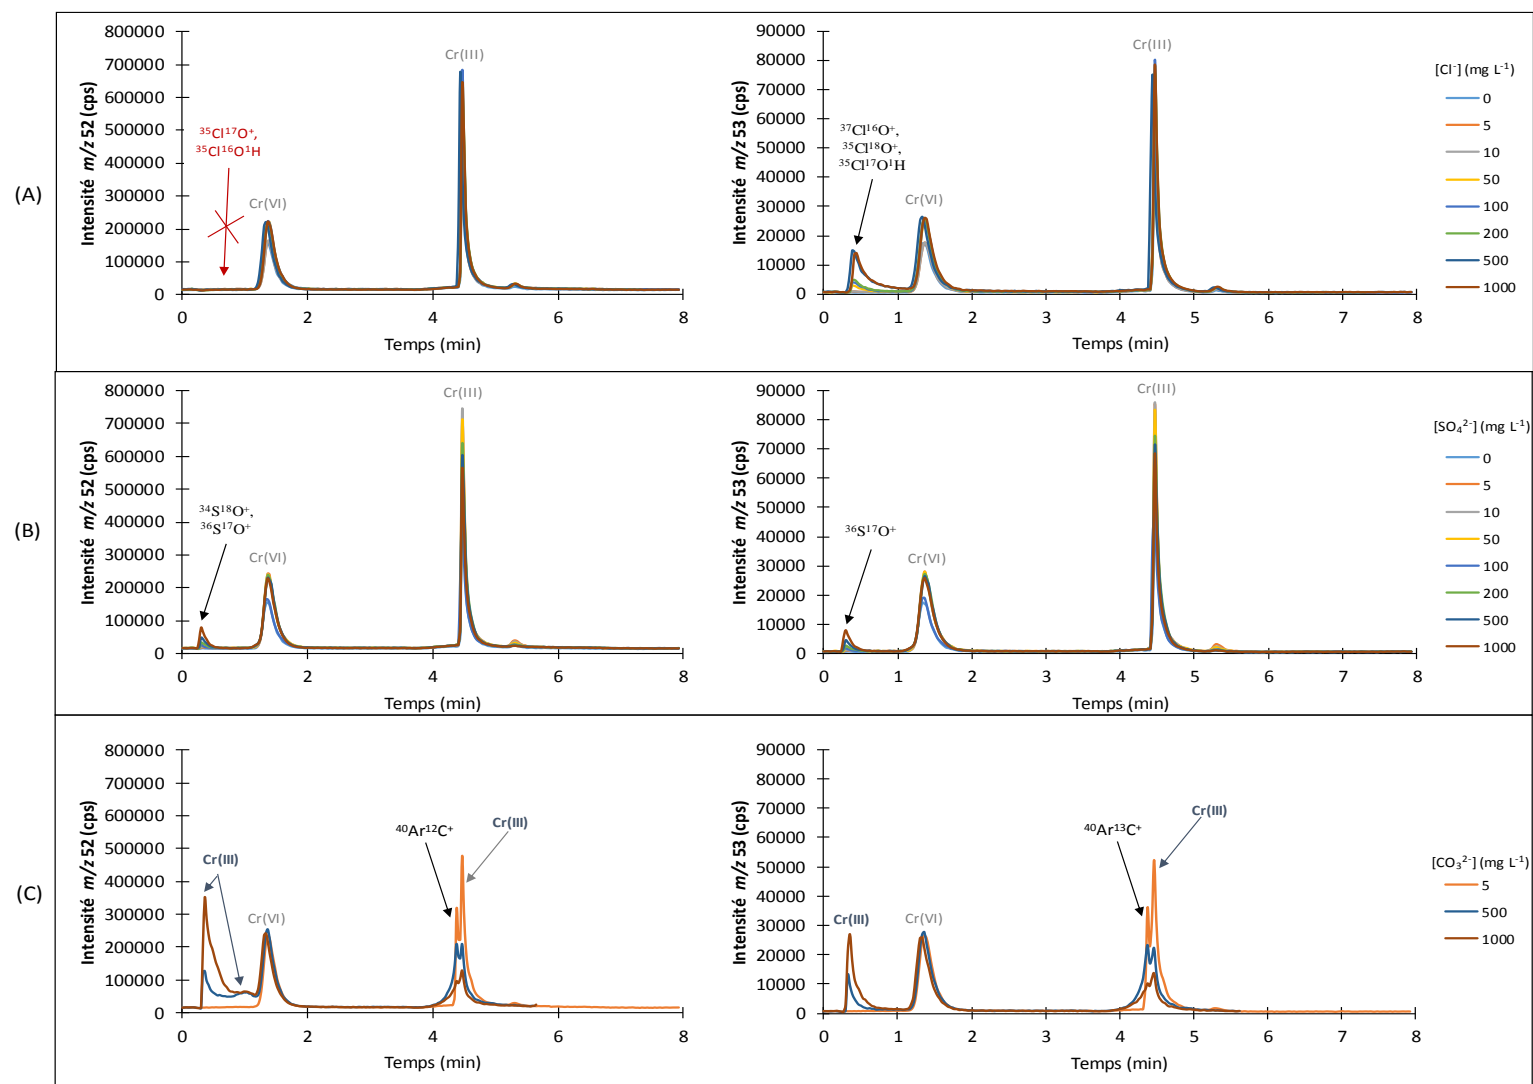 (A)
Intensité m/z 52 (cps)
800000
700000
600000
500000
400000
300000
200000
100000
0
0 2 4 6 8
Temps (min)
³⁵Cl¹⁷O⁺,
³⁵Cl¹⁶O¹H
Cr(VI)
Cr(III)
Intensité m/z 53 (cps)
90000
80000
70000
60000
50000
40000
30000
20000
10000
0
0 1 2 3 4 5 6 7 8
Temps (min)
³⁷Cl¹⁶O⁺,
³⁵Cl¹⁸O⁺,
³⁵Cl¹⁷O¹H
Cr(VI)
Cr(III)
[Cl⁻] (mg L⁻¹)
0
5
10
50
100
200
500
1000
(B)
Intensité m/z 52 (cps)
800000
700000
600000
500000
400000
300000
200000
100000
0
0 2 4 6 8
Temps (min)
³⁴S¹⁸O⁺,
³⁶S¹⁷O⁺
Cr(VI)
Cr(III)
Intensité m/z 53 (cps)
90000
80000
70000
60000
50000
40000
30000
20000
10000
0
0 1 2 3 4 5 6 7 8
Temps (min)
³⁶S¹⁷O⁺
Cr(VI)
Cr(III)
[SO₄²⁻] (mg L⁻¹)
0
5
10
50
100
200
500
1000
(C)
Intensité m/z 52 (cps)
800000
700000
600000
500000
400000
300000
200000
100000
0
0 2 4 6 8
Temps (min)
Cr(III)
Cr(VI)
⁴⁰Ar¹²C⁺
Cr(III)
Intensité m/z 53 (cps)
90000
80000
70000
60000
50000
40000
30000
20000
10000
0
0 1 2 3 4 5 6 7 8
Temps (min)
Cr(III)
Cr(VI)
⁴⁰Ar¹³C⁺
Cr(III)
[CO₃²⁻] (mg L⁻¹)
5
500
1000